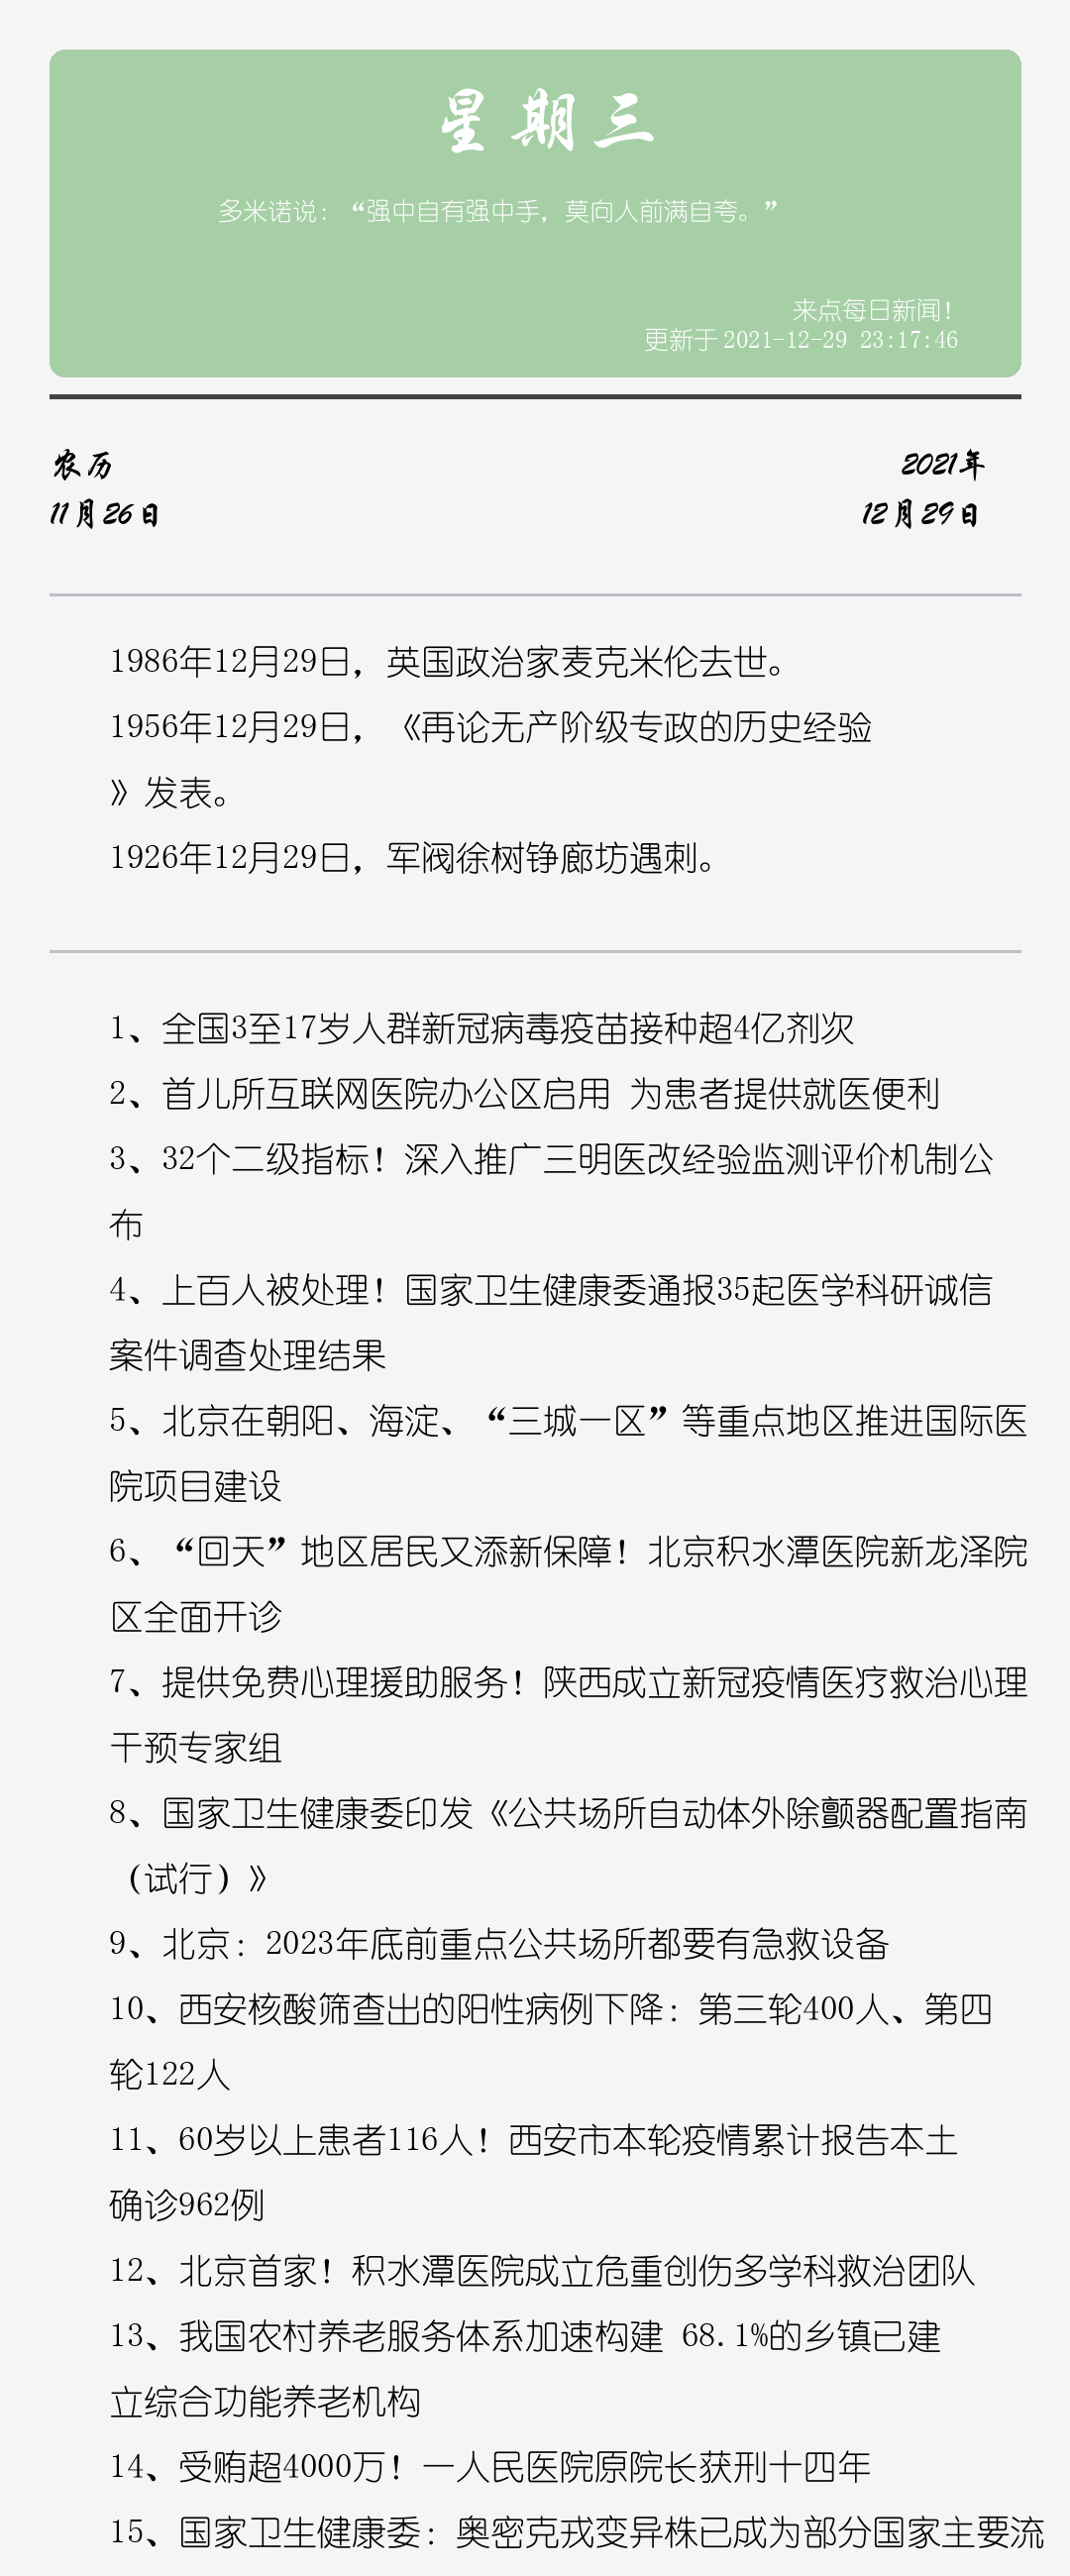 星期三
多米诺说：“强中自有强中手，莫向人前满自夸。”
来点每日新闻！
更新于 2021-12-29 23:17:46
农历
2021年
11月26日
12月29日
1986年12月29日，英国政治家麦克米伦去世。
1956年12月29日，《再论无产阶级专政的历史经验
》发表。
1926年12月29日，军阀徐树铮廊坊遇刺。
1、全国3至17岁人群新冠病毒疫苗接种超4亿剂次
2、首儿所互联网医院办公区启用 为患者提供就医便利
3、32个二级指标！深入推广三明医改经验监测评价机制公
布
4、上百人被处理！国家卫生健康委通报35起医学科研诚信
案件调查处理结果
5、北京在朝阳、海淀、“三城一区”等重点地区推进国际医
院项目建设
6、“回天”地区居民又添新保障！北京积水潭医院新龙泽院
区全面开诊
7、提供免费心理援助服务！陕西成立新冠疫情医疗救治心理
干预专家组
8、国家卫生健康委印发《公共场所自动体外除颤器配置指南
（试行）》
9、北京：2023年底前重点公共场所都要有急救设备
10、西安核酸筛查出的阳性病例下降：第三轮400人、第四
轮122人
11、60岁以上患者116人！西安市本轮疫情累计报告本土
确诊962例
12、北京首家！积水潭医院成立危重创伤多学科救治团队
13、我国农村养老服务体系加速构建 68.1%的乡镇已建
立综合功能养老机构
14、受贿超4000万！一人民医院原院长获刑十四年
15、国家卫生健康委：奥密克戎变异株已成为部分国家主要流